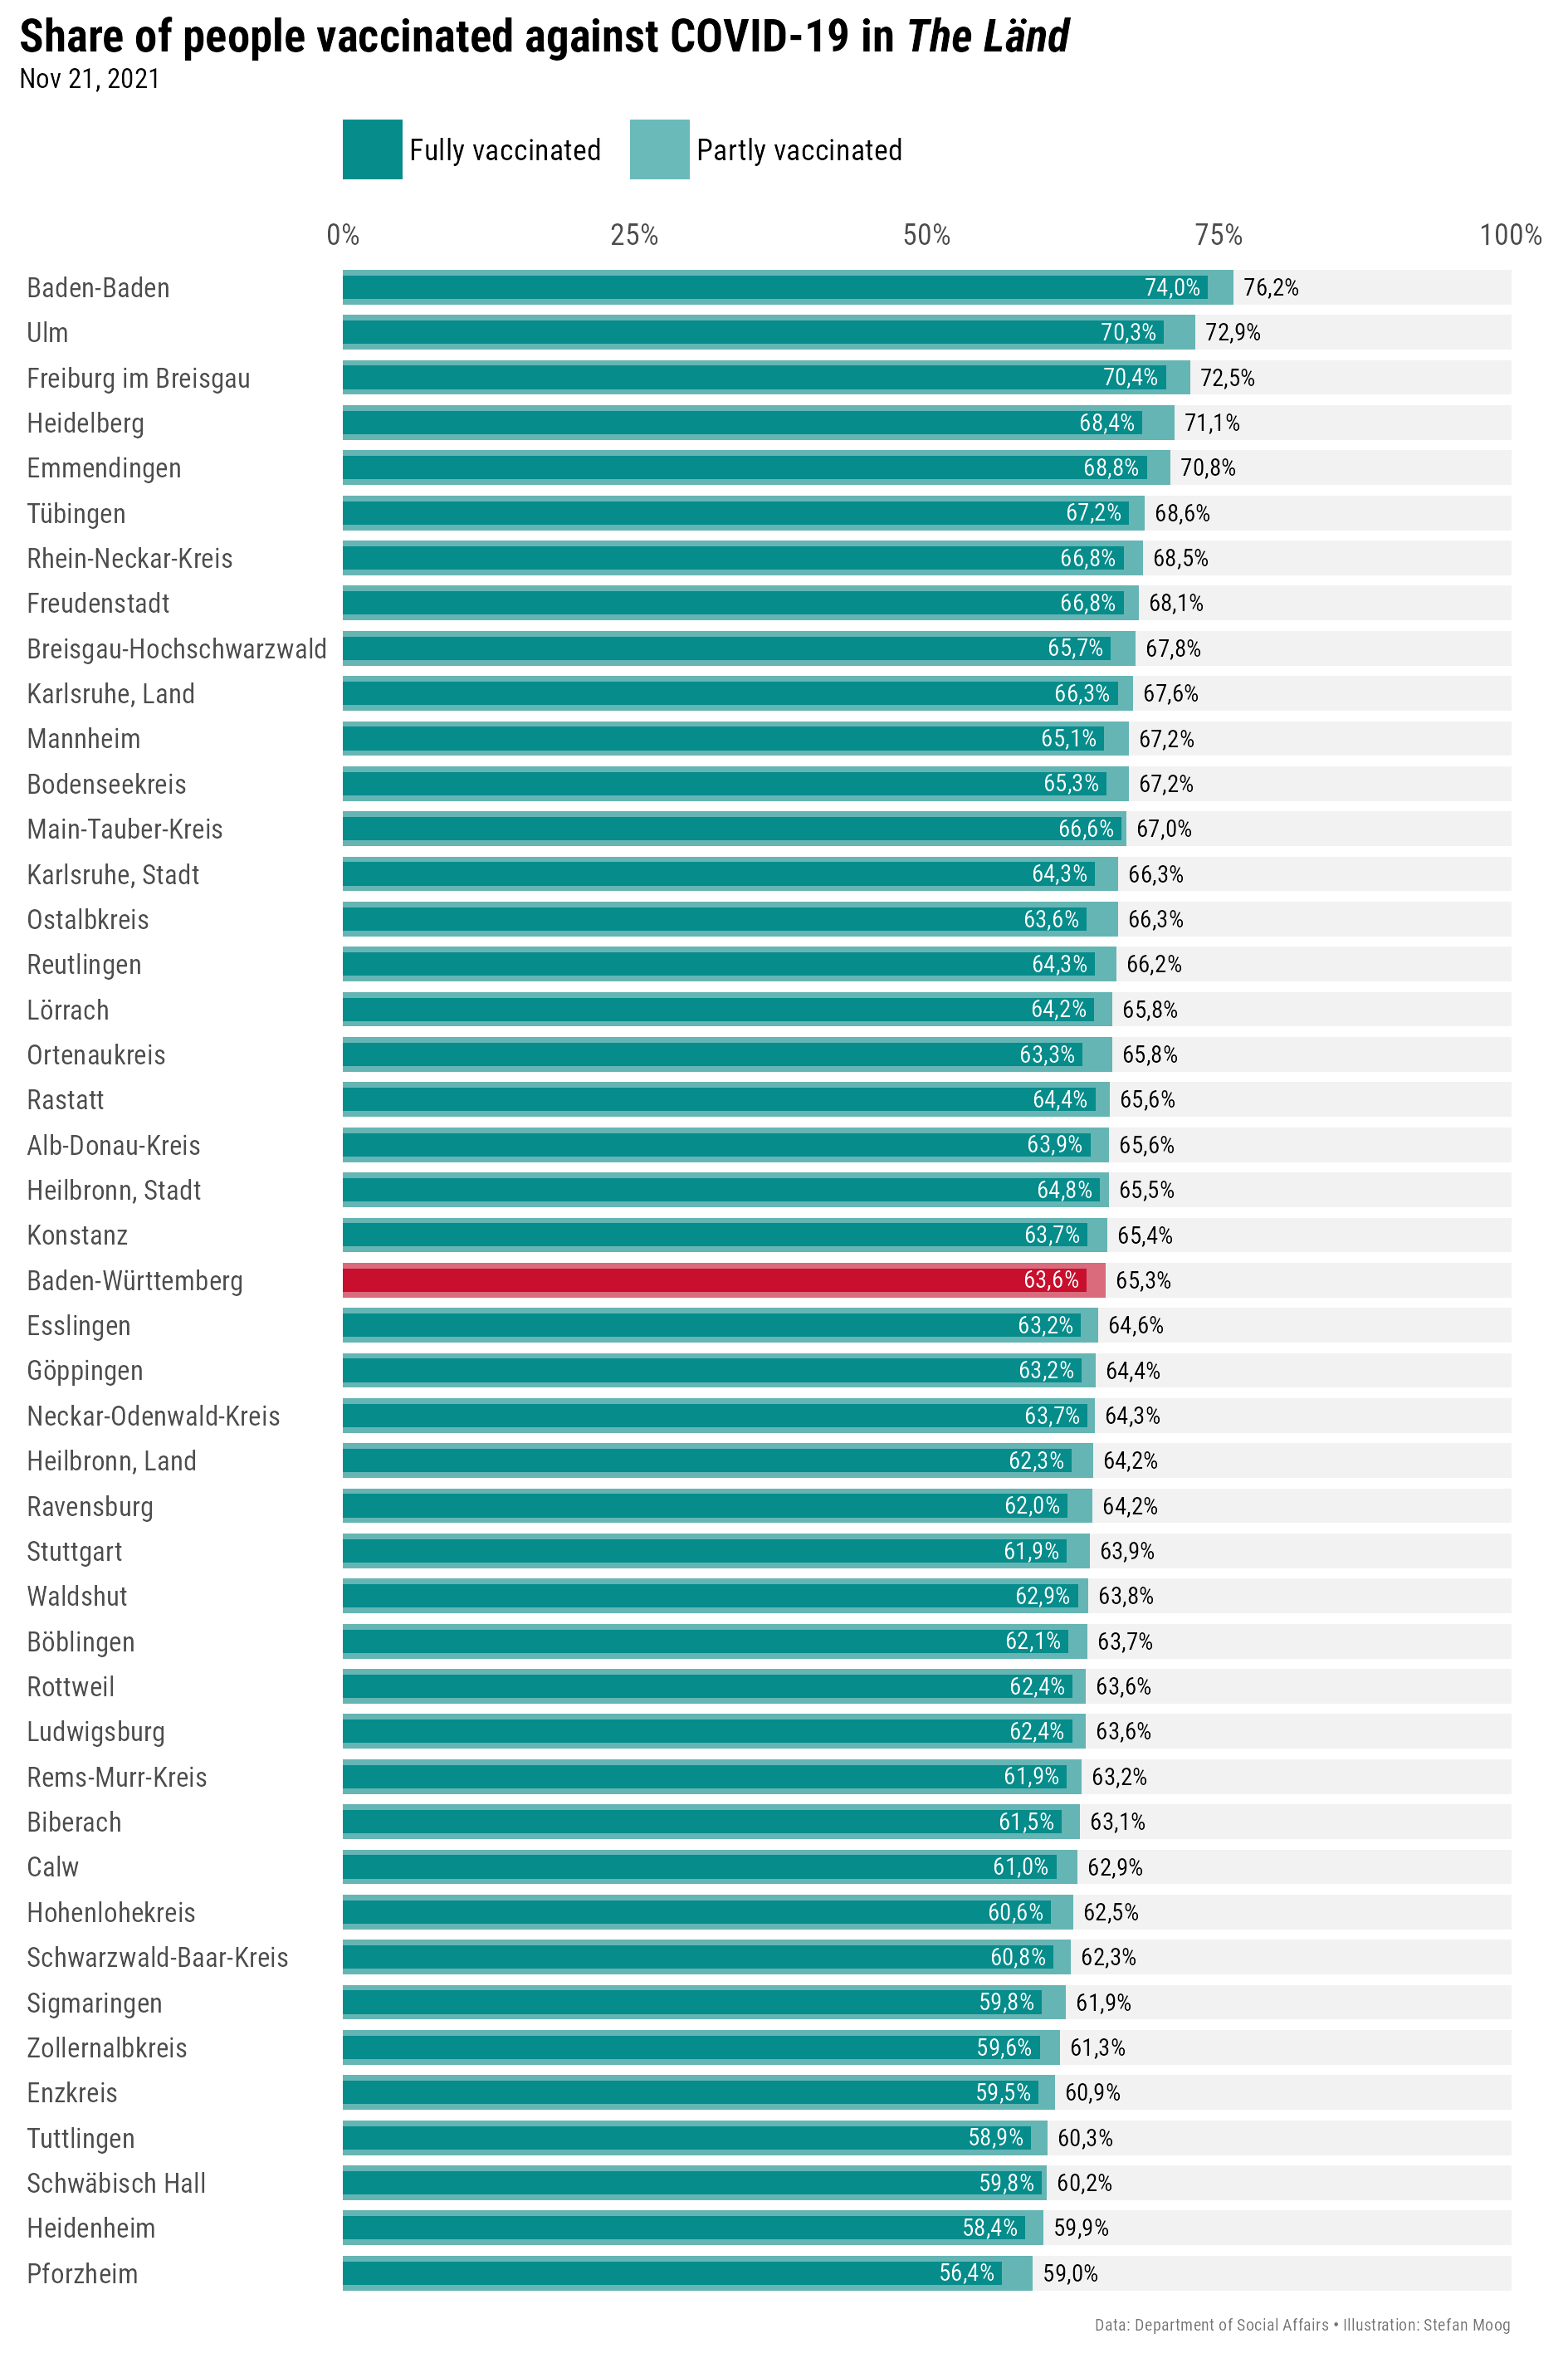 Share of people vaccinated against COVID-19 in The Länd
Nov 21, 2021
Fully vaccinated Partly vaccinated
0% 25% 50% 75% 100%
Baden-Baden 74,0% 76,2%
Ulm 70,3% 72,9%
Freiburg im Breisgau 70,4% 72,5%
Heidelberg 68,4% 71,1%
Emmendingen 68,8% 70,8%
Tübingen 67,2% 68,6%
Rhein-Neckar-Kreis 66,8% 68,5%
Freudenstadt 66,8% 68,1%
Breisgau-Hochschwarzwald 65,7% 67,8%
Karlsruhe, Land 66,3% 67,6%
Mannheim 65,1% 67,2%
Bodenseekreis 65,3% 67,2%
Main-Tauber-Kreis 66,6% 67,0%
Karlsruhe, Stadt 64,3% 66,3%
Ostalbkreis 63,6% 66,3%
Reutlingen 64,3% 66,2%
Lörrach 64,2% 65,8%
Ortenaukreis 63,3% 65,8%
Rastatt 64,4% 65,6%
Alb-Donau-Kreis 63,9% 65,6%
Heilbronn, Stadt 64,8% 65,5%
Konstanz 63,7% 65,4%
Baden-Württemberg 63,6% 65,3%
Esslingen 63,2% 64,6%
Göppingen 63,2% 64,4%
Neckar-Odenwald-Kreis 63,7% 64,3%
Heilbronn, Land 62,3% 64,2%
Ravensburg 62,0% 64,2%
Stuttgart 61,9% 63,9%
Waldshut 62,9% 63,8%
Böblingen 62,1% 63,7%
Rottweil 62,4% 63,6%
Ludwigsburg 62,4% 63,6%
Rems-Murr-Kreis 61,9% 63,2%
Biberach 61,5% 63,1%
Calw 61,0% 62,9%
Hohenlohekreis 60,6% 62,5%
Schwarzwald-Baar-Kreis 60,8% 62,3%
Sigmaringen 59,8% 61,9%
Zollernalbkreis 59,6% 61,3%
Enzkreis 59,5% 60,9%
Tuttlingen 58,9% 60,3%
Schwäbisch Hall 59,8% 60,2%
Heidenheim 58,4% 59,9%
Pforzheim 56,4% 59,0%
Data: Department of Social Affairs • Illustration: Stefan Moog